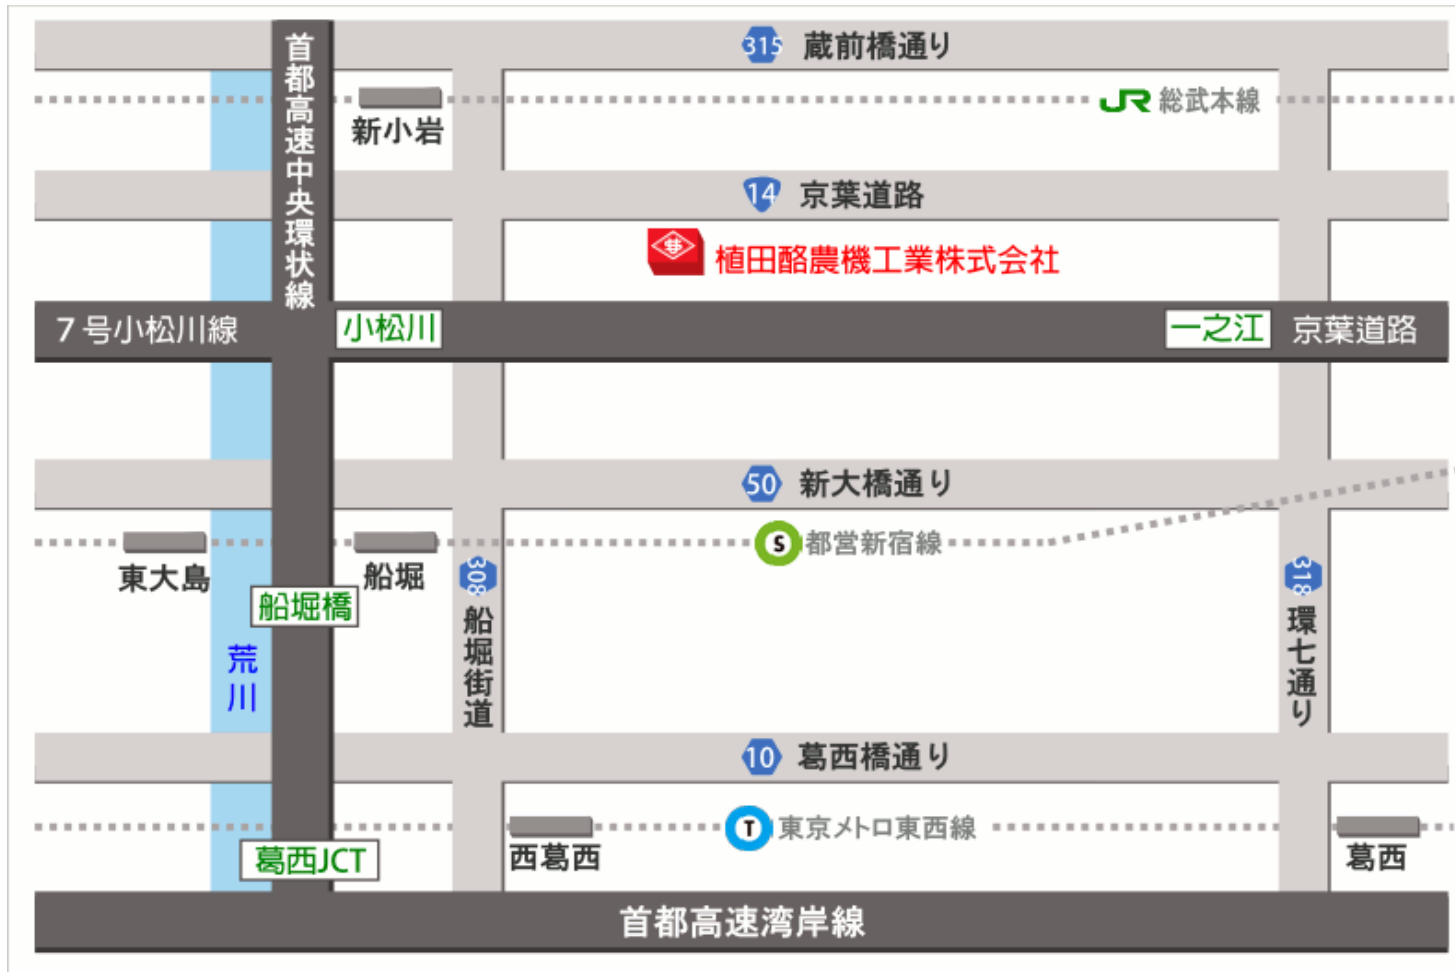 315 蔵前橋通り
首都高速中央環状線
JR 総武本線
新小岩
14 京葉道路
植田酪農機工業株式会社
7号小松川線
小松川
一之江
京葉道路
50 新大橋通り
S 都営新宿線
東大島
船堀
船堀橋
308 船堀街道
318 環七通り
荒川
10 葛西橋通り
T 東京メトロ東西線
西葛西
葛西
葛西JCT
首都高速湾岸線